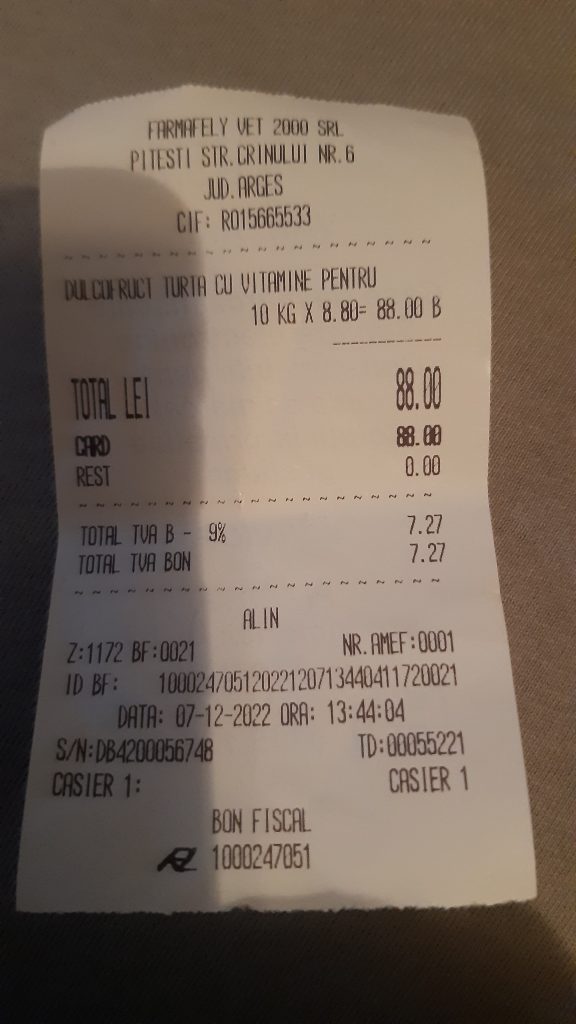 FARMAFELY VET 2000 SRL
PITESTI STR.CRINULUI NR.6
JUD.ARGES
CIF: RO15665533
DULCOFRUCT TURTA CU VITAMINE PENTRU
10 KG X 8.80= 88.00 B
TOTAL LEI 88.00
CARD 88.00
REST 0.00
TOTAL TVA B - 9% 7.27
TOTAL TVA BON 7.27
ALIN
Z:1172 BF:0021 NR.AMEF:0001
ID BF: 10002470512022120713440411720021
DATA: 07-12-2022 ORA: 13:44:04
S/N:DB4200056748 TD:00055221
CASIER 1: CASIER 1
BON FISCAL
1000247051